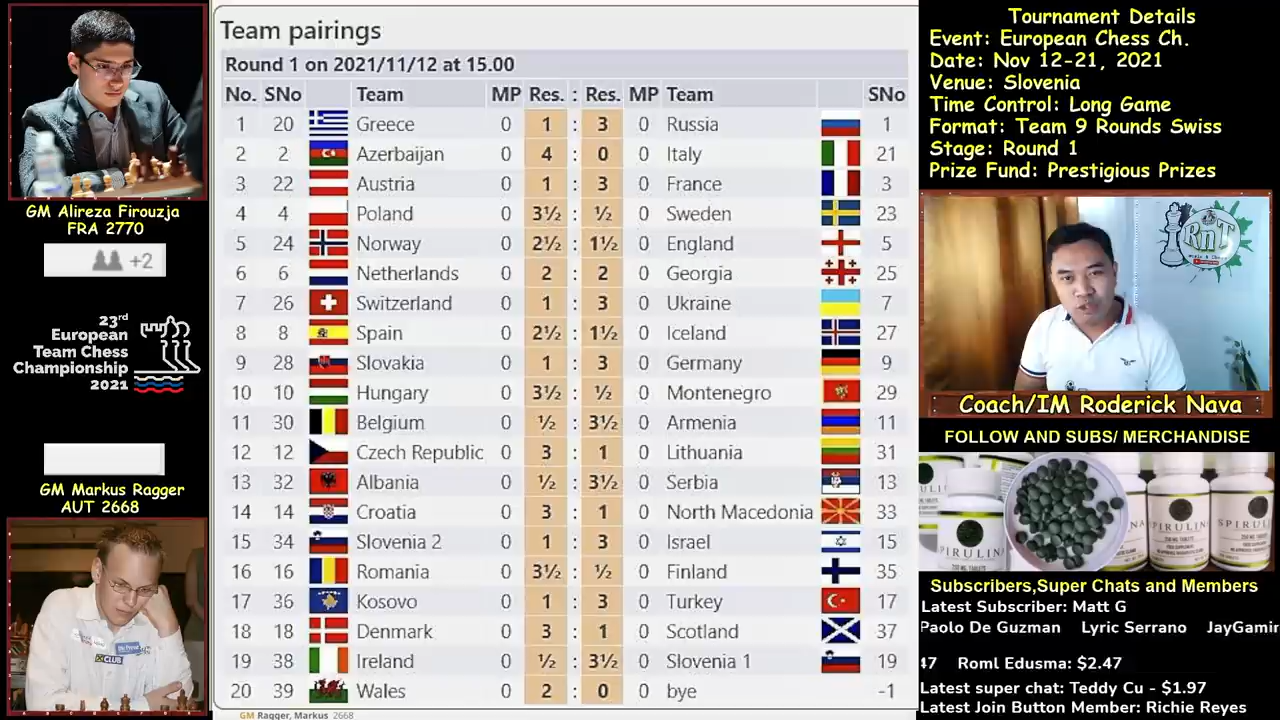 GM Alireza Firouzja
FRA 2770
+2
23rd
European
Team Chess
Championship
2021
GM Markus Ragger
AUT 2668
CLUB
Team pairings
Round 1 on 2021/11/12 at 15.00
No. SNo Team MP Res. : Res. MP Team SNo
1 20 Greece 0 1 : 3 0 Russia 1
2 2 Azerbaijan 0 4 : 0 0 Italy 21
3 22 Austria 0 1 : 3 0 France 3
4 4 Poland 0 3½ : ½ 0 Sweden 23
5 24 Norway 0 2½ : 1½ 0 England 5
6 6 Netherlands 0 2 : 2 0 Georgia 25
7 26 Switzerland 0 1 : 3 0 Ukraine 7
8 8 Spain 0 2½ : 1½ 0 Iceland 27
9 28 Slovakia 0 1 : 3 0 Germany 9
10 10 Hungary 0 3½ : ½ 0 Montenegro 29
11 30 Belgium 0 ½ : 3½ 0 Armenia 11
12 12 Czech Republic 0 3 : 1 0 Lithuania 31
13 32 Albania 0 ½ : 3½ 0 Serbia 13
14 14 Croatia 0 3 : 1 0 North Macedonia 33
15 34 Slovenia 2 0 1 : 3 0 Israel 15
16 16 Romania 0 3½ : ½ 0 Finland 35
17 36 Kosovo 0 1 : 3 0 Turkey 17
18 18 Denmark 0 3 : 1 0 Scotland 37
19 38 Ireland 0 ½ : 3½ 0 Slovenia 1 19
20 39 Wales 0 2 : 0 0 bye -1
GM Ragger, Markus 2668
Tournament Details
Event: European Chess Ch.
Date: Nov 12-21, 2021
Venue: Slovenia
Time Control: Long Game
Format: Team 9 Rounds Swiss
Stage: Round 1
Prize Fund: Prestigious Prizes
RnT
Coach/IM Roderick Nava
FOLLOW AND SUBS/ MERCHANDISE
SPIRULINA
SPIRULIN
Subscribers,Super Chats and Members
Latest Subscriber: Matt G
Paolo De Guzman Lyric Serrano JayGamin
47 Roml Edusma: $2.47
Latest super chat: Teddy Cu - $1.97
Latest Join Button Member: Richie Reyes